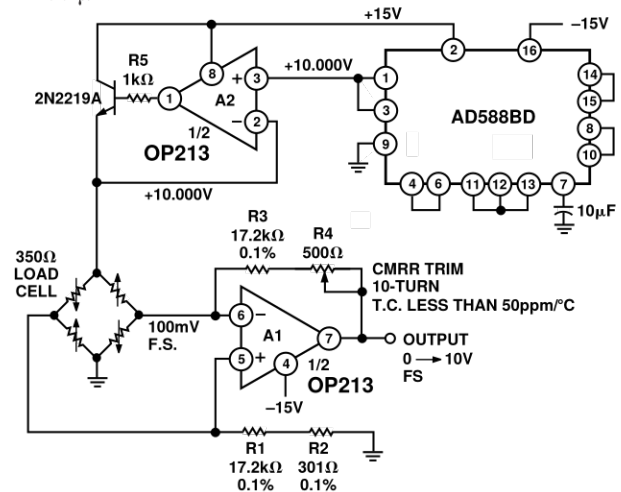 +15V
−15V
R5
1kΩ
2N2219A
1
8
+
3
A2
−
2
1/2
OP213
+10.000V
+10.000V
2
16
1
3
9
14
15
8
10
AD588BD
4
6
11
12
13
7
10µF
350Ω
LOAD
CELL
100mV
F.S.
R3
17.2kΩ
0.1%
R4
500Ω
CMRR TRIM
10-TURN
T.C. LESS THAN 50ppm/°C
6
−
A1
7
5
+
4
1/2
OP213
−15V
OUTPUT
0 → 10V
FS
R1
17.2kΩ
0.1%
R2
301Ω
0.1%